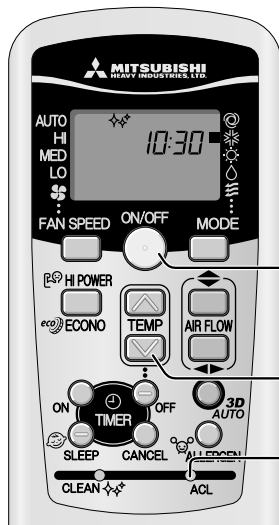 MITSUBISHI
HEAVY INDUSTRIES, LTD.
AUTO
HI
MED
LO
10:30
FAN SPEED
ON/OFF
MODE
HI POWER
eco ECONO
TEMP
AIR FLOW
ON
TIMER
OFF
3D
AUTO
SLEEP
CANCEL
ALLERGEN
CLEAN
ACL